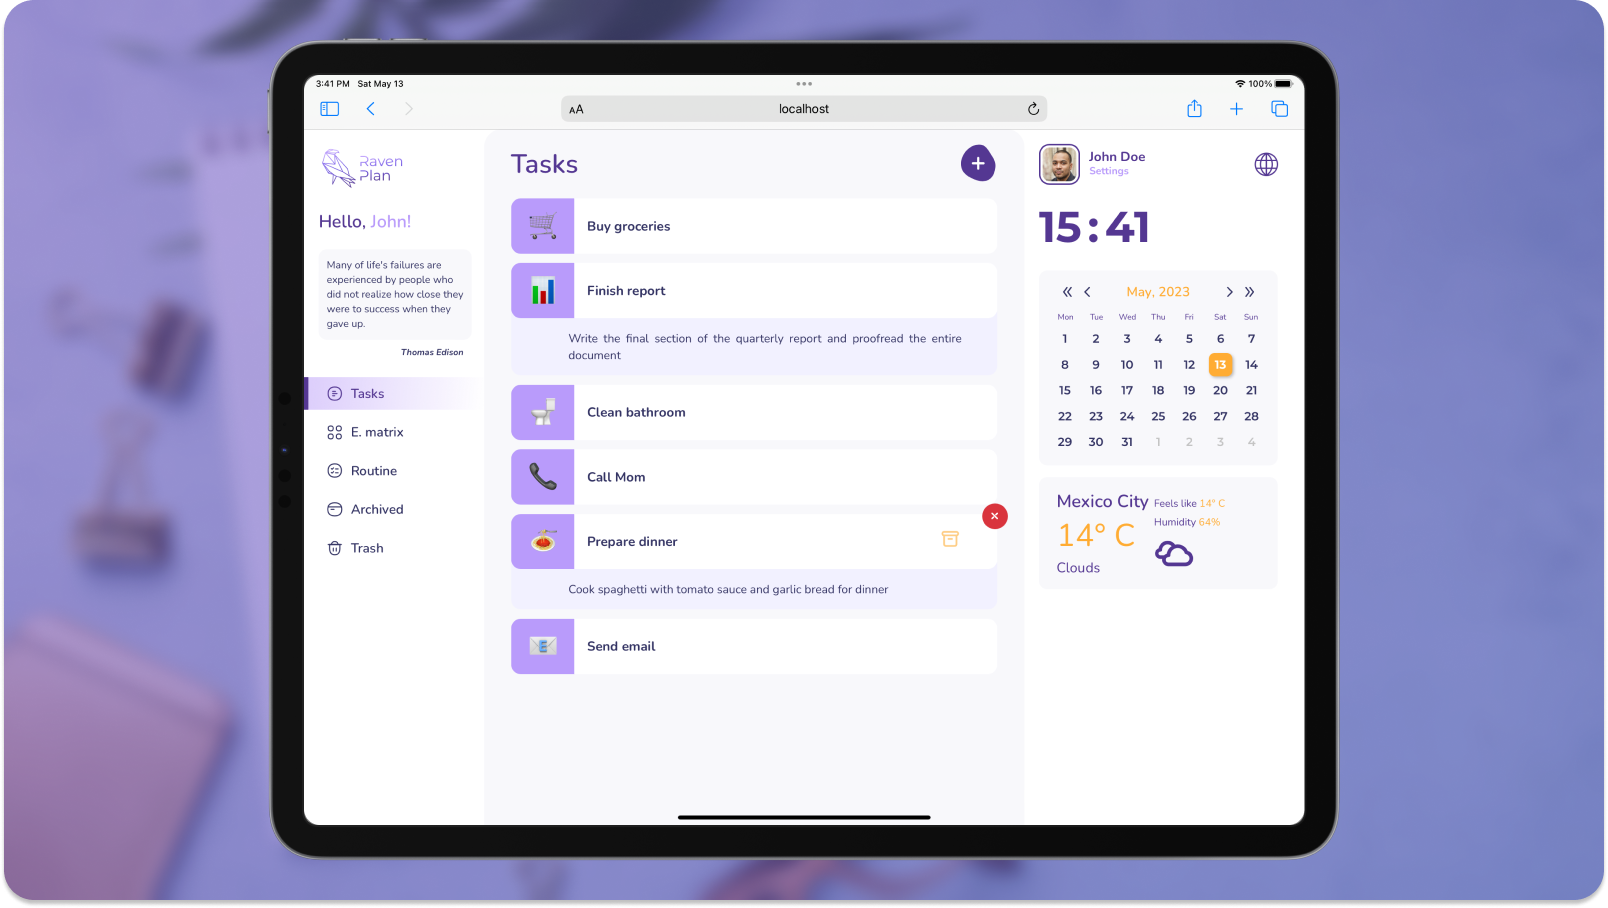 3:41 PM Sat May 13
100%
AA
localhost
Raven
Plan
Hello, John!
Many of life's failures are
experienced by people who
did not realize how close they
were to success when they
gave up.
Thomas Edison
Tasks
E. matrix
Routine
Archived
Trash
Tasks
Buy groceries
Finish report
Write the final section of the quarterly report and proofread the entire
document
Clean bathroom
Call Mom
Prepare dinner
Cook spaghetti with tomato sauce and garlic bread for dinner
Send email
John Doe
Settings
15:41
May, 2023
Mon Tue Wed Thu Fri Sat Sun
1 2 3 4 5 6 7
8 9 10 11 12 13 14
15 16 17 18 19 20 21
22 23 24 25 26 27 28
29 30 31 1 2 3 4
Mexico City
14° C
Clouds
Feels like 14° C
Humidity 64%